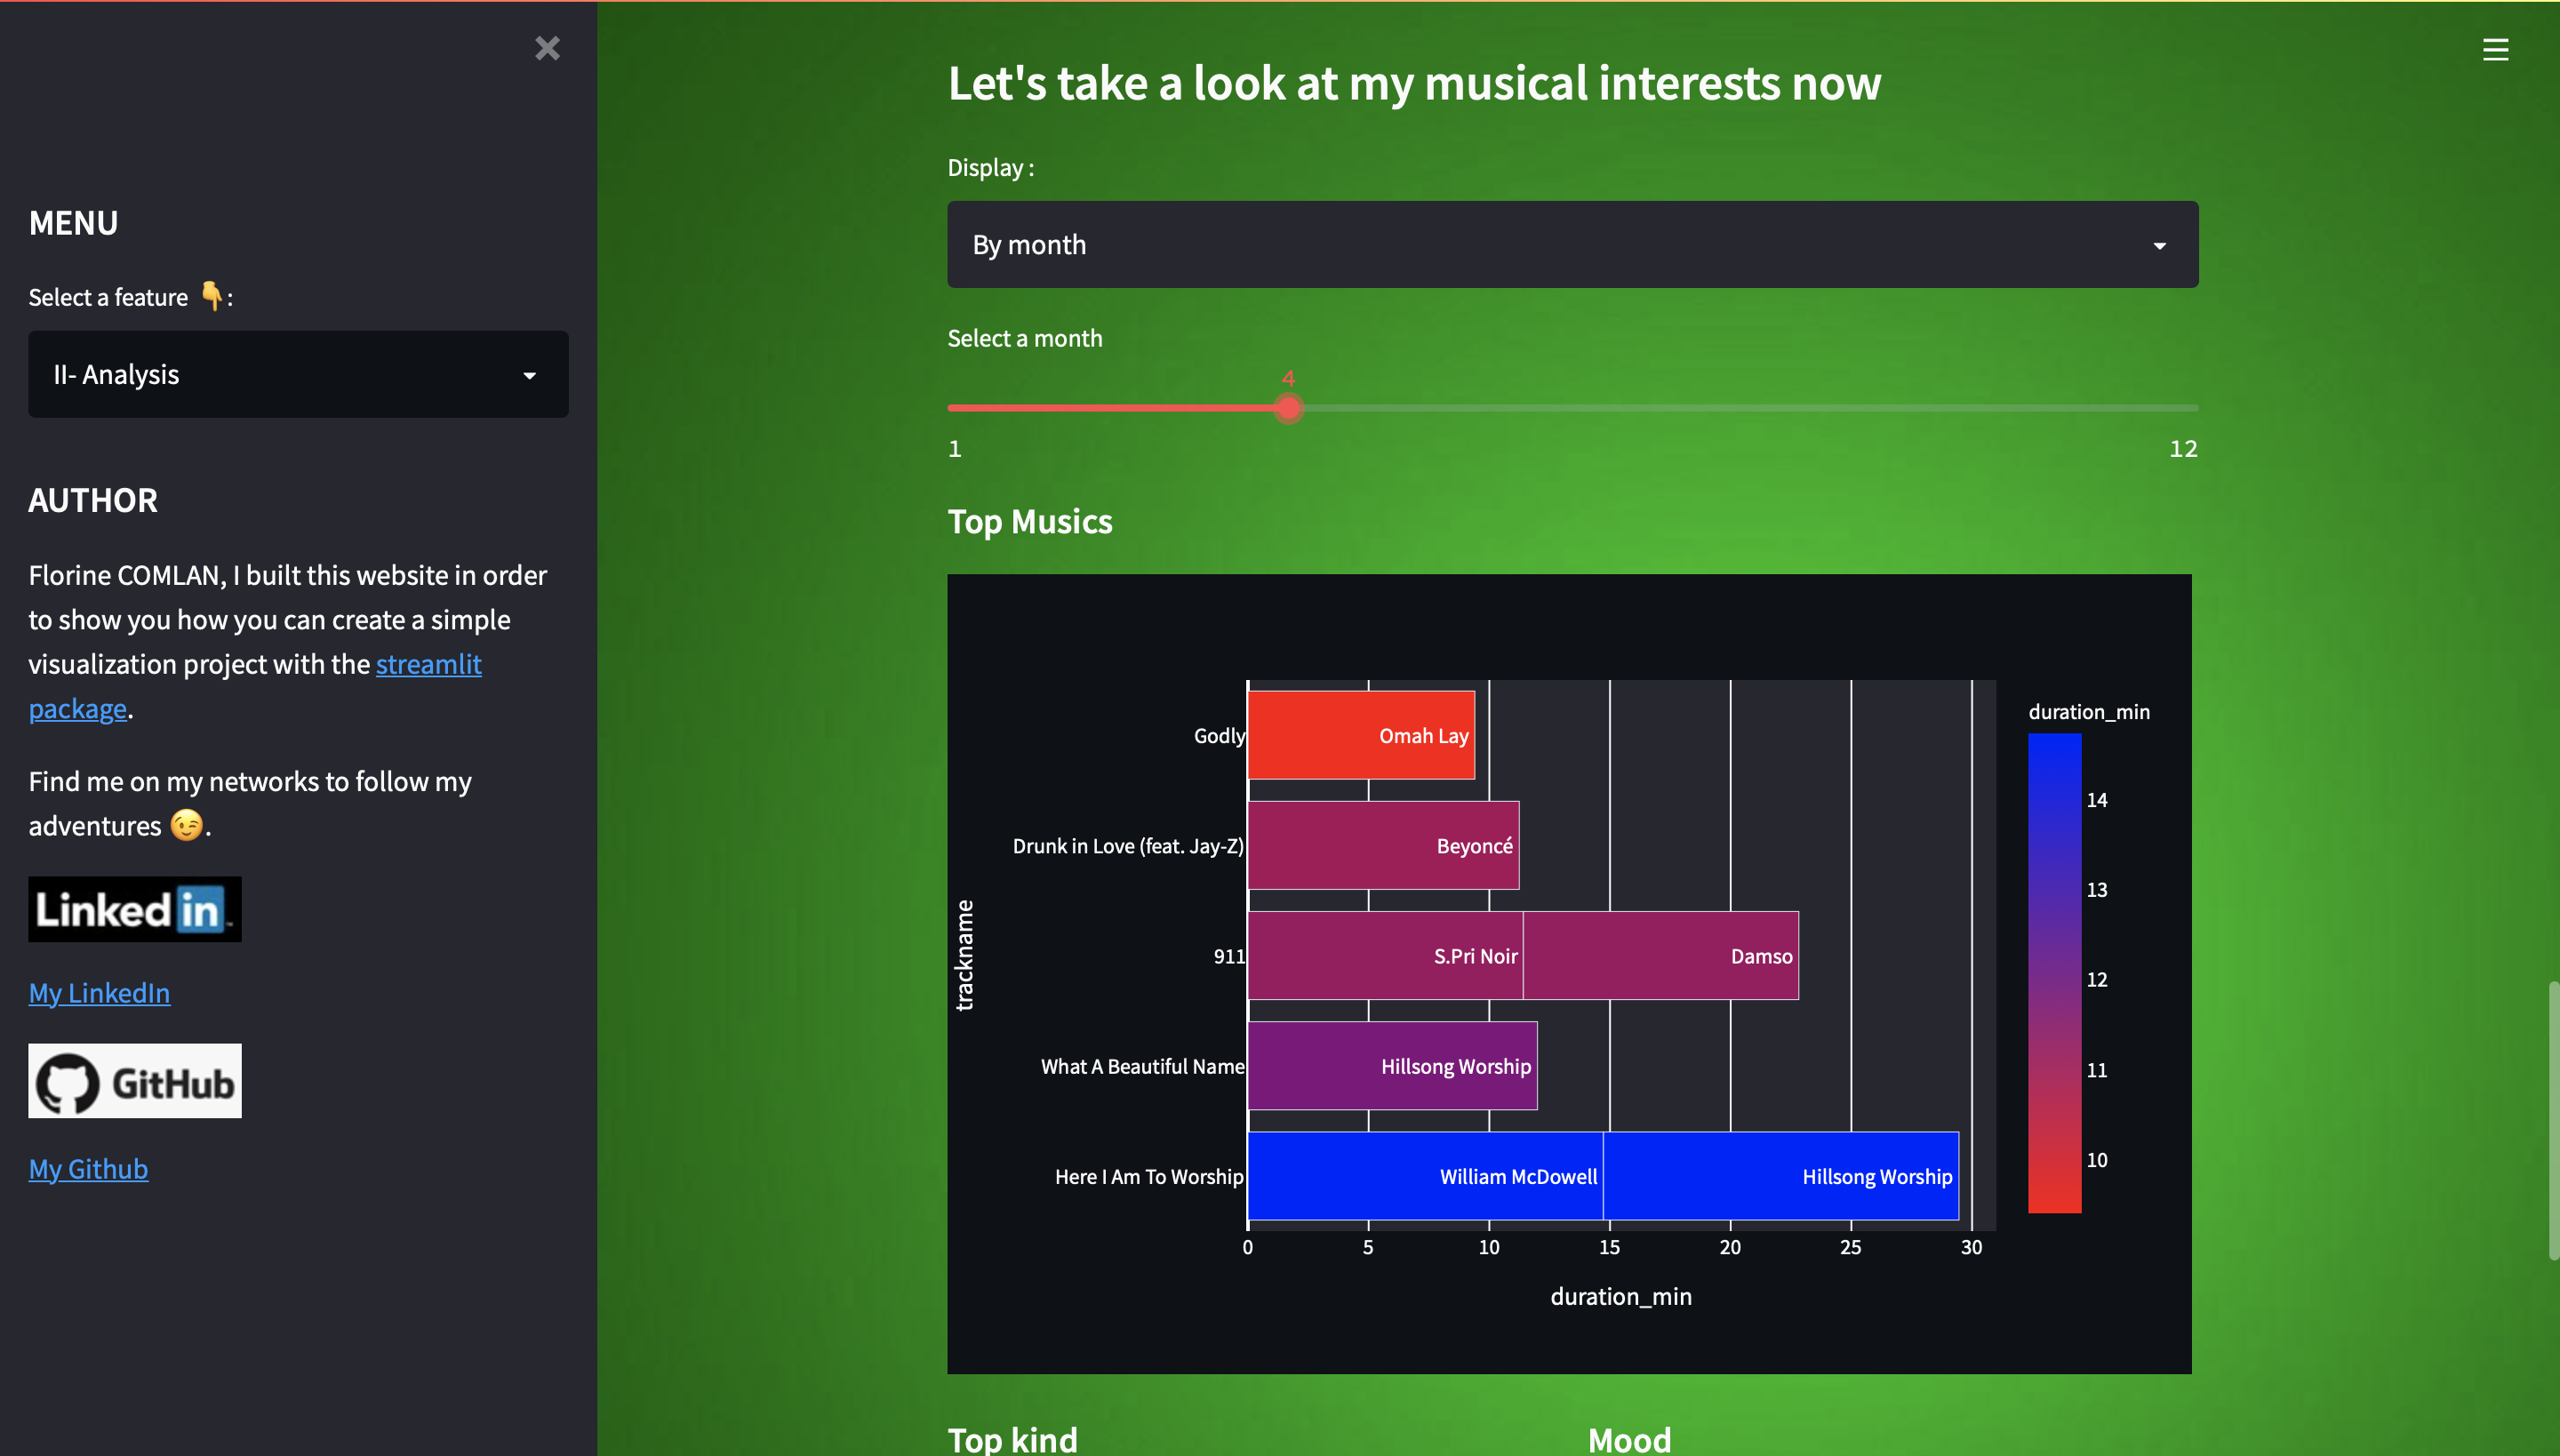 MENU
Select a feature 👇:
II- Analysis
AUTHOR
Florine COMLAN, I built this website in order
to show you how you can create a simple
visualization project with the streamlit
package.
Find me on my networks to follow my
adventures 😉.
Linked in
My LinkedIn
GitHub
My Github
Let's take a look at my musical interests now
Display :
By month
Select a month
4
1 12
Top Musics
trackname
Godly Omah Lay
Drunk in Love (feat. Jay-Z) Beyoncé
911 S.Pri Noir Damso
What A Beautiful Name Hillsong Worship
Here I Am To Worship William McDowell Hillsong Worship
0 5 10 15 20 25 30
duration_min
duration_min
14
13
12
11
10
Top kind Mood